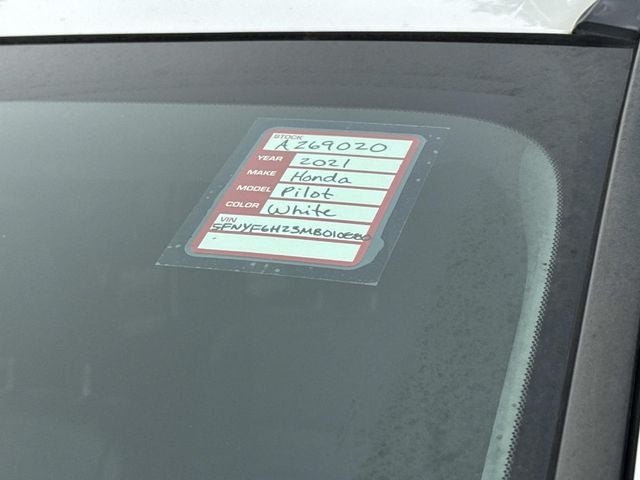 STOCK
A269020
YEAR 2021
MAKE Honda
MODEL Pilot
COLOR White
VIN